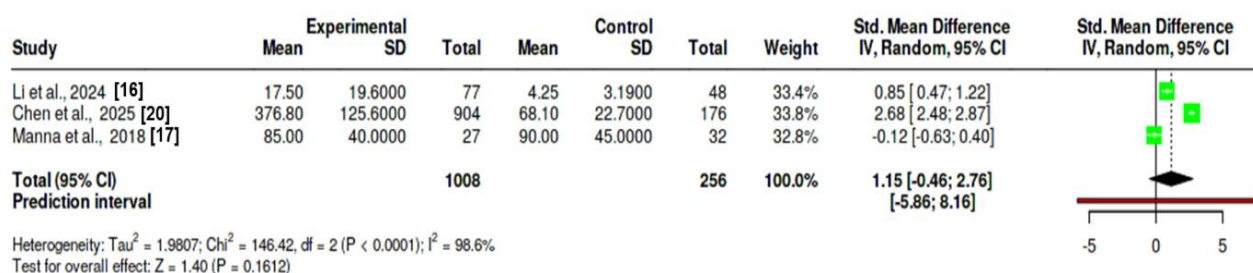 Experimental Control Std. Mean Difference Std. Mean Difference
Study Mean SD Total Mean SD Total Weight IV, Random, 95% CI IV, Random, 95% CI
Li et al., 2024 [16] 17.50 19.6000 77 4.25 3.1900 48 33.4% 0.85 [0.47; 1.22]
Chen et al., 2025 [20] 376.80 125.6000 904 68.10 22.7000 176 33.8% 2.68 [2.48; 2.87]
Manna et al., 2018 [17] 85.00 40.0000 27 90.00 45.0000 32 32.8% -0.12 [-0.63; 0.40]
Total (95% CI) 1008 256 100.0% 1.15 [-0.46; 2.76]
Prediction interval [-5.86; 8.16]
Heterogeneity: Tau² = 1.9807; Chi² = 146.42, df = 2 (P < 0.0001); I² = 98.6%
Test for overall effect: Z = 1.40 (P = 0.1612)
-5 0 5